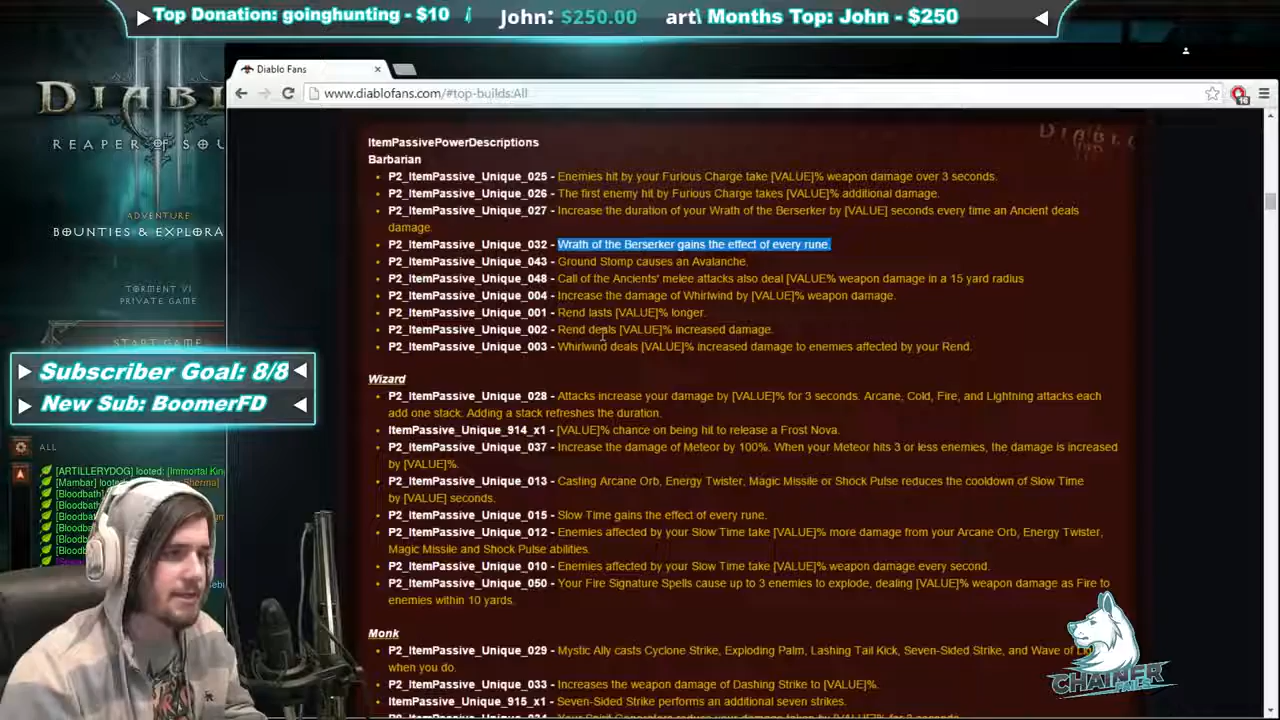 Top Donation: goinghunting - $10
John: $250.00
art
Months Top: John - $250
DIABL
REAPER OF SOU
ADVENTURE
BOUNTIES & EXPLORA
TORMENT VI
PRIVATE GAME
START GAME
Subscriber Goal: 8/8
New Sub: BoomerFD
ALL
[ARTILLERYDOG] looted: [Immortal Kin
[Mambar] loote
[Bloodbath]
[Bloodbath
[Bloodb
[Bloodb
[Bloodb
Diablo Fans
www.diablofans.com/#top-builds:All
ItemPassivePowerDescriptions
Barbarian
P2_ItemPassive_Unique_025 - Enemies hit by your Furious Charge take [VALUE]% weapon damage over 3 seconds.
P2_ItemPassive_Unique_026 - The first enemy hit by Furious Charge takes [VALUE]% additional damage.
P2_ItemPassive_Unique_027 - Increase the duration of your Wrath of the Berserker by [VALUE] seconds every time an Ancient deals
damage.
P2_ItemPassive_Unique_032 - Wrath of the Berserker gains the effect of every rune.
P2_ItemPassive_Unique_043 - Ground Stomp causes an Avalanche.
P2_ItemPassive_Unique_048 - Call of the Ancients' melee attacks also deal [VALUE% weapon damage in a 15 yard radius
P2_ItemPassive_Unique_004 - Increase the damage of Whirlwind by [VALUE]% weapon damage.
P2_ItemPassive_Unique_001 - Rend lasts [VALUE]% longer.
P2_ItemPassive_Unique_002 - Rend deals [VALUE]% increased damage.
P2_ItemPassive_Unique_003 - Whirlwind deals [VALUE]% increased damage to enemies affected by your Rend.
Wizard
P2_ItemPassive_Unique_028 - Attacks increase your damage by [VALUE]% for 3 seconds. Arcane, Cold, Fire, and Lightning attacks each
add one stack. Adding a stack refreshes the duration.
ItemPassive_Unique_914_x1 - [VALUE]% chance on being hit to release a Frost Nova.
P2_ItemPassive_Unique_037 - Increase the damage of Meteor by 100%. When your Meteor hits 3 or less enemies, the damage is increased
by [VALUE]%.
P2_ItemPassive_Unique_013 - Casting Arcane Orb, Energy Twister, Magic Missile or Shock Pulse reduces the cooldown of Slow Time
by [VALUE] seconds.
P2_ItemPassive_Unique_015 - Slow Time gains the effect of every rune.
P2_ItemPassive_Unique_012 - Enemies affected by your Slow Time take [VALUE]% more damage from your Arcane Orb, Energy Twister,
Magic Missile and Shock Pulse abilities.
P2_ItemPassive_Unique_010 - Enemies affected by your Slow Time take [VALUE]% weapon damage every second.
P2_ItemPassive_Unique_050 - Your Fire Signature Spells cause up to 3 enemies to explode, dealing [VALUE]% weapon damage as Fire to
enemies within 10 yards.
Monk
P2_ItemPassive_Unique_029 - Mystic Ally casts Cyclone Strike, Exploding Palm, Lashing Tail Kick, Seven-Sided Strike, and Wave of Li
when you do.
P2_ItemPassive_Unique_033 - Increases the weapon damage of Dashing Strike to [VALUE]%.
ItemPassive_Unique_915_x1 - Seven-Sided Strike performs an additional seven strikes.
CHAINER